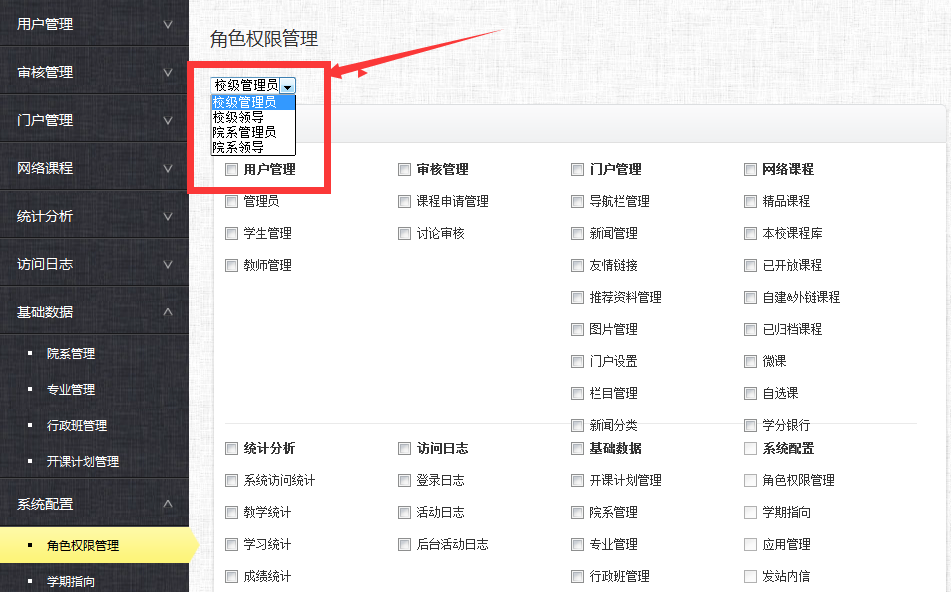 用户管理
审核管理
门户管理
网络课程
统计分析
访问日志
基础数据
院系管理
专业管理
行政班管理
开课计划管理
系统配置
角色权限管理
学期指向
角色权限管理
校级管理员
校级管理员
校级领导
院系管理员
院系领导
用户管理 审核管理 门户管理 网络课程
管理员 课程申请管理 导航栏管理 精品课程
学生管理 讨论审核 新闻管理 本校课程库
教师管理 友情链接 已开放课程
推荐资料管理 自建&外链课程
图片管理 已归档课程
门户设置 微课
栏目管理 自选课
新闻分类 学分银行
统计分析 访问日志 基础数据 系统配置
系统访问统计 登录日志 开课计划管理 角色权限管理
教学统计 活动日志 院系管理 学期指向
学习统计 后台活动日志 专业管理 应用管理
成绩统计 行政班管理 发站内信